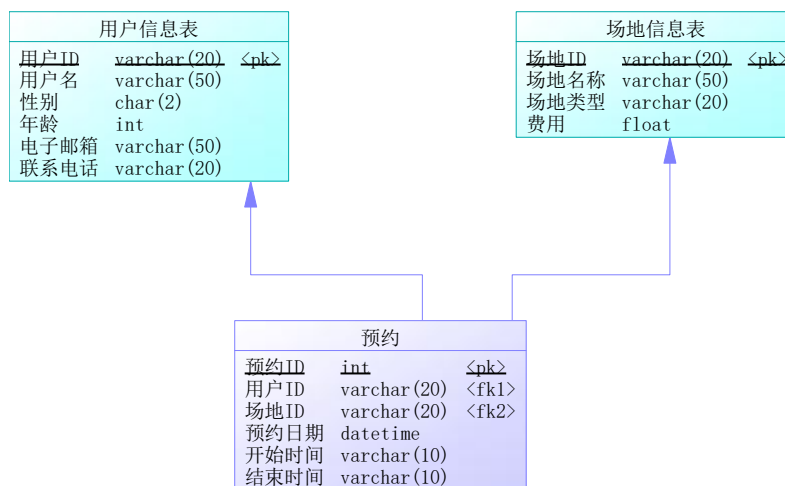 用户信息表
用户ID varchar(20) <pk>
用户名 varchar(50)
性别 char(2)
年龄 int
电子邮箱 varchar(50)
联系电话 varchar(20)
场地信息表
场地ID varchar(20) <pk>
场地名称 varchar(50)
场地类型 varchar(20)
费用 float
预约
预约ID int <pk>
用户ID varchar(20) <fk1>
场地ID varchar(20) <fk2>
预约日期 datetime
开始时间 varchar(10)
结束时间 varchar(10)